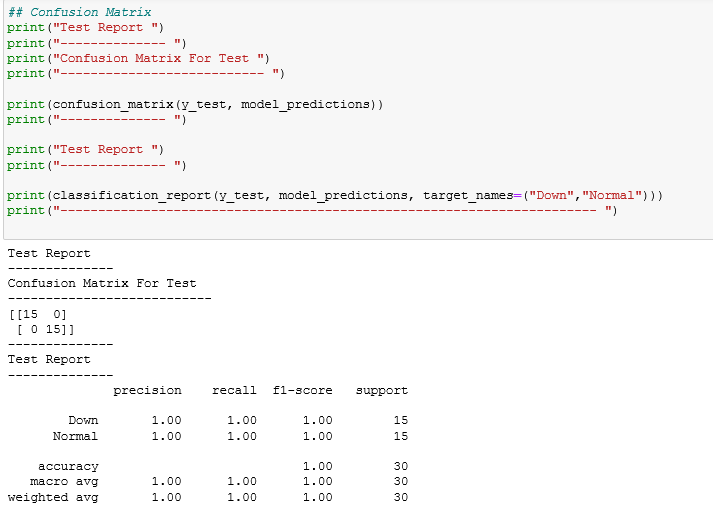 ## Confusion Matrix
print("Test Report ")
print("-------------- ")
print("Confusion Matrix For Test ")
print("--------------------------- ")
print(confusion_matrix(y_test, model_predictions))
print("-------------- ")
print("Test Report ")
print("-------------- ")
print(classification_report(y_test, model_predictions, target_names=("Down","Normal")))
print("----------------------------------------------------------------------- ")
Test Report
--------------
Confusion Matrix For Test
---------------------------
[[15  0]
 [ 0 15]]
--------------
Test Report
--------------
              precision    recall  f1-score   support
        Down       1.00      1.00      1.00        15
      Normal       1.00      1.00      1.00        15
    accuracy                           1.00        30
   macro avg       1.00      1.00      1.00        30
weighted avg       1.00      1.00      1.00        30